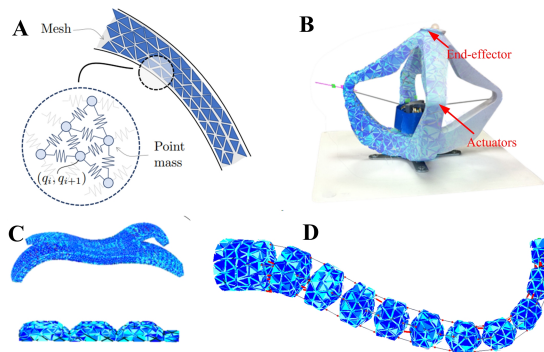 A
Mesh
Point
mass
(q_i, q_{i+1})
B
End-effector
Actuators
C
D